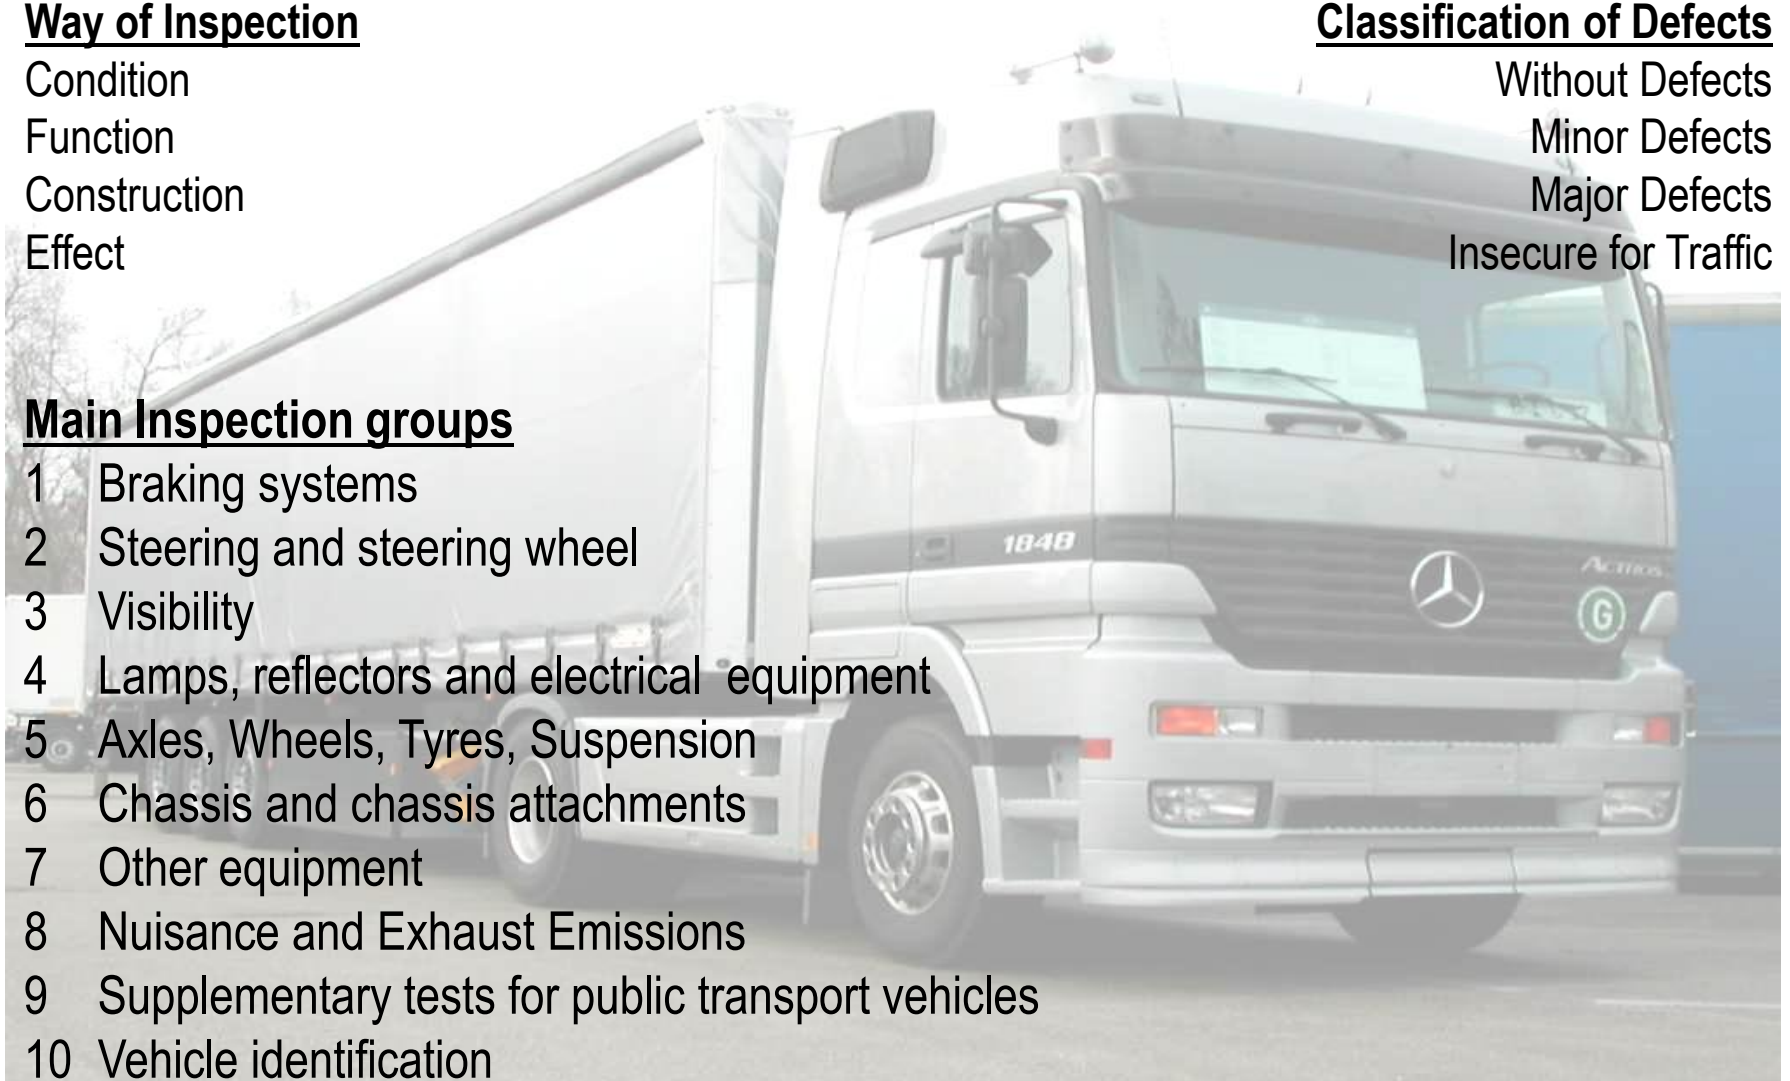 Way of Inspection
Condition
Function
Construction
Effect
Classification of Defects
Without Defects
Minor Defects
Major Defects
Insecure for Traffic
Main Inspection groups
1 Braking systems
2 Steering and steering wheel
3 Visibility
4 Lamps, reflectors and electrical equipment
5 Axles, Wheels, Tyres, Suspension
6 Chassis and chassis attachments
7 Other equipment
8 Nuisance and Exhaust Emissions
9 Supplementary tests for public transport vehicles
10 Vehicle identification
1848
ACTROS
G